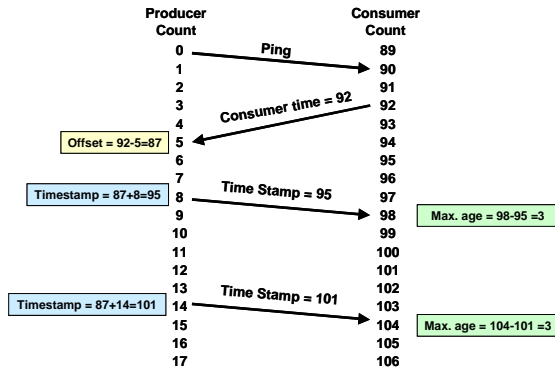 Producer Count
Consumer Count
0 89
Ping
1 90
2 91
3 Consumer time = 92 92
4 93
Offset = 92-5=87 5 94
6 95
7 96
Timestamp = 87+8=95 8 Time Stamp = 95 97
9 98 Max. age = 98-95 =3
10 99
11 100
12 101
13 102
Timestamp = 87+14=101 14 Time Stamp = 101 103
15 104 Max. age = 104-101 =3
16 105
17 106